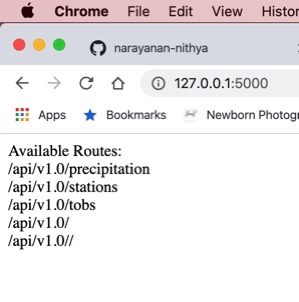 Chrome File Edit View Histor
narayanan-nithya
127.0.0.1:5000
Apps Bookmarks Newborn Photogr
Available Routes:
/api/v1.0/precipitation
/api/v1.0/stations
/api/v1.0/tobs
/api/v1.0/
/api/v1.0//